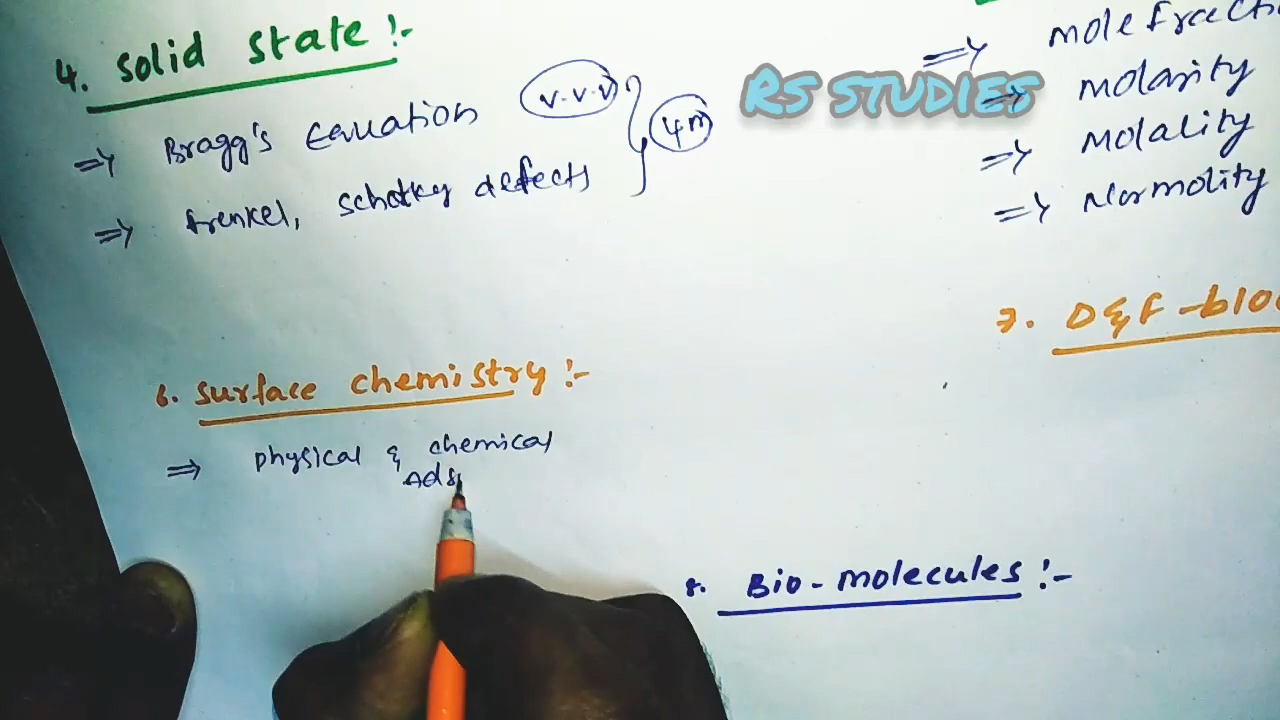 4. Solid state :-
=> Bragg's Equation V.V.V
=> frenkel, schotky defects
4M
RS STUDIES
=> mole fracti
=> molarity
=> molality
=> Normolity
6. Surface chemistry :-
=> physical & chemical
Ads
7. D & F - bloc
8. Bio - molecules :-